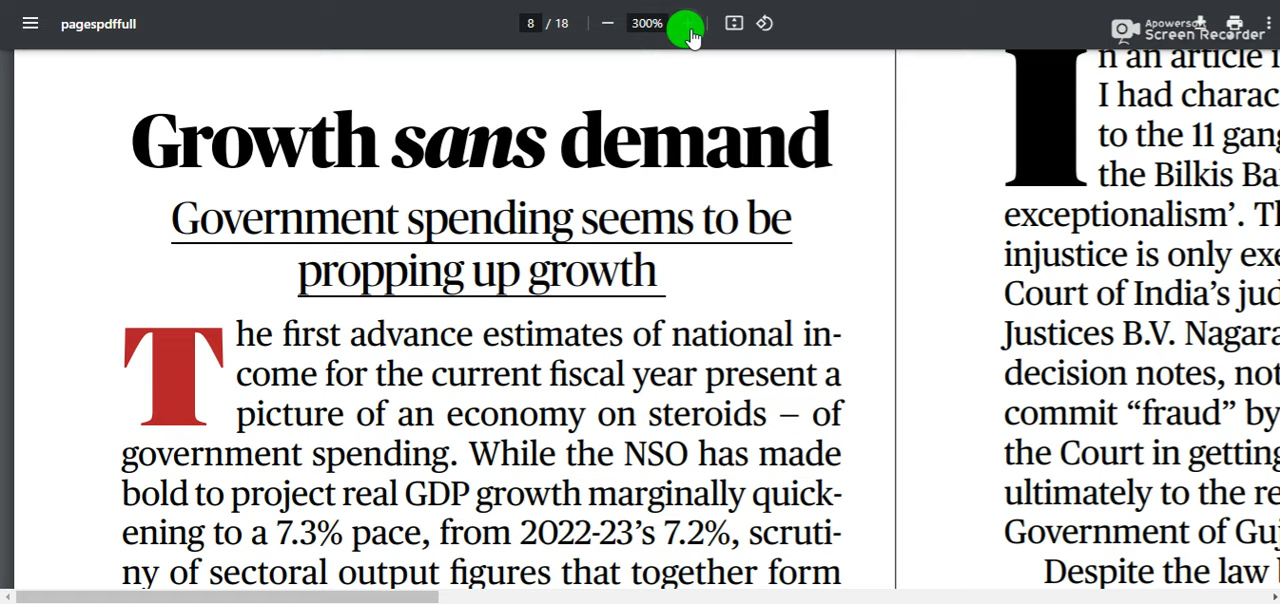 pagespdffull
8 / 18
300%
Apowersoft
Screen Recorder
Growth sans demand
Government spending seems to be
propping up growth
The first advance estimates of national in-
come for the current fiscal year present a
picture of an economy on steroids – of
government spending. While the NSO has made
bold to project real GDP growth marginally quick-
ening to a 7.3% pace, from 2022-23’s 7.2%, scruti-
ny of sectoral output figures that together form
In an article i
I had charac
to the 11 gang
the Bilkis Ba
exceptionalism’. Th
injustice is only exe
Court of India’s jud
Justices B.V. Nagara
decision notes, not
commit “fraud” by
the Court in getting
ultimately to the re
Government of Guj
Despite the law b